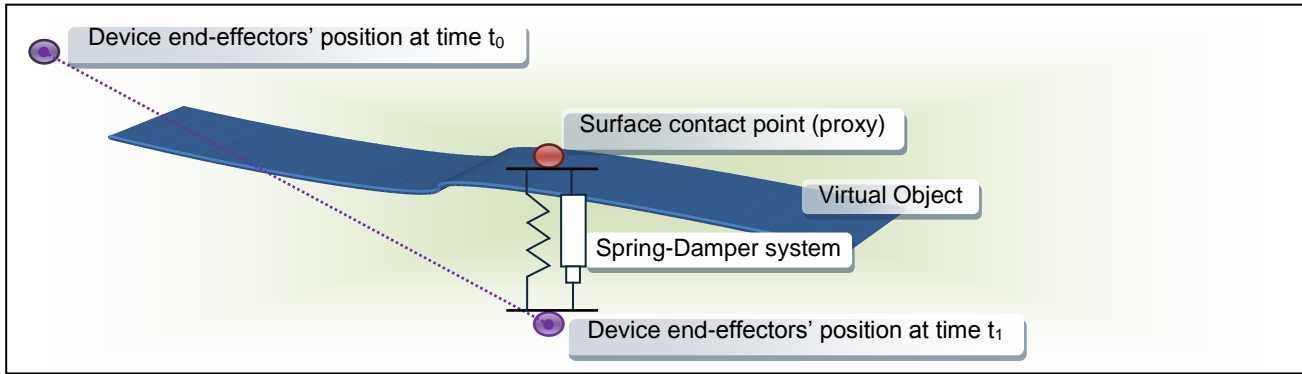 Device end-effectors’ position at time t₀
Surface contact point (proxy)
Virtual Object
Spring-Damper system
Device end-effectors’ position at time t₁